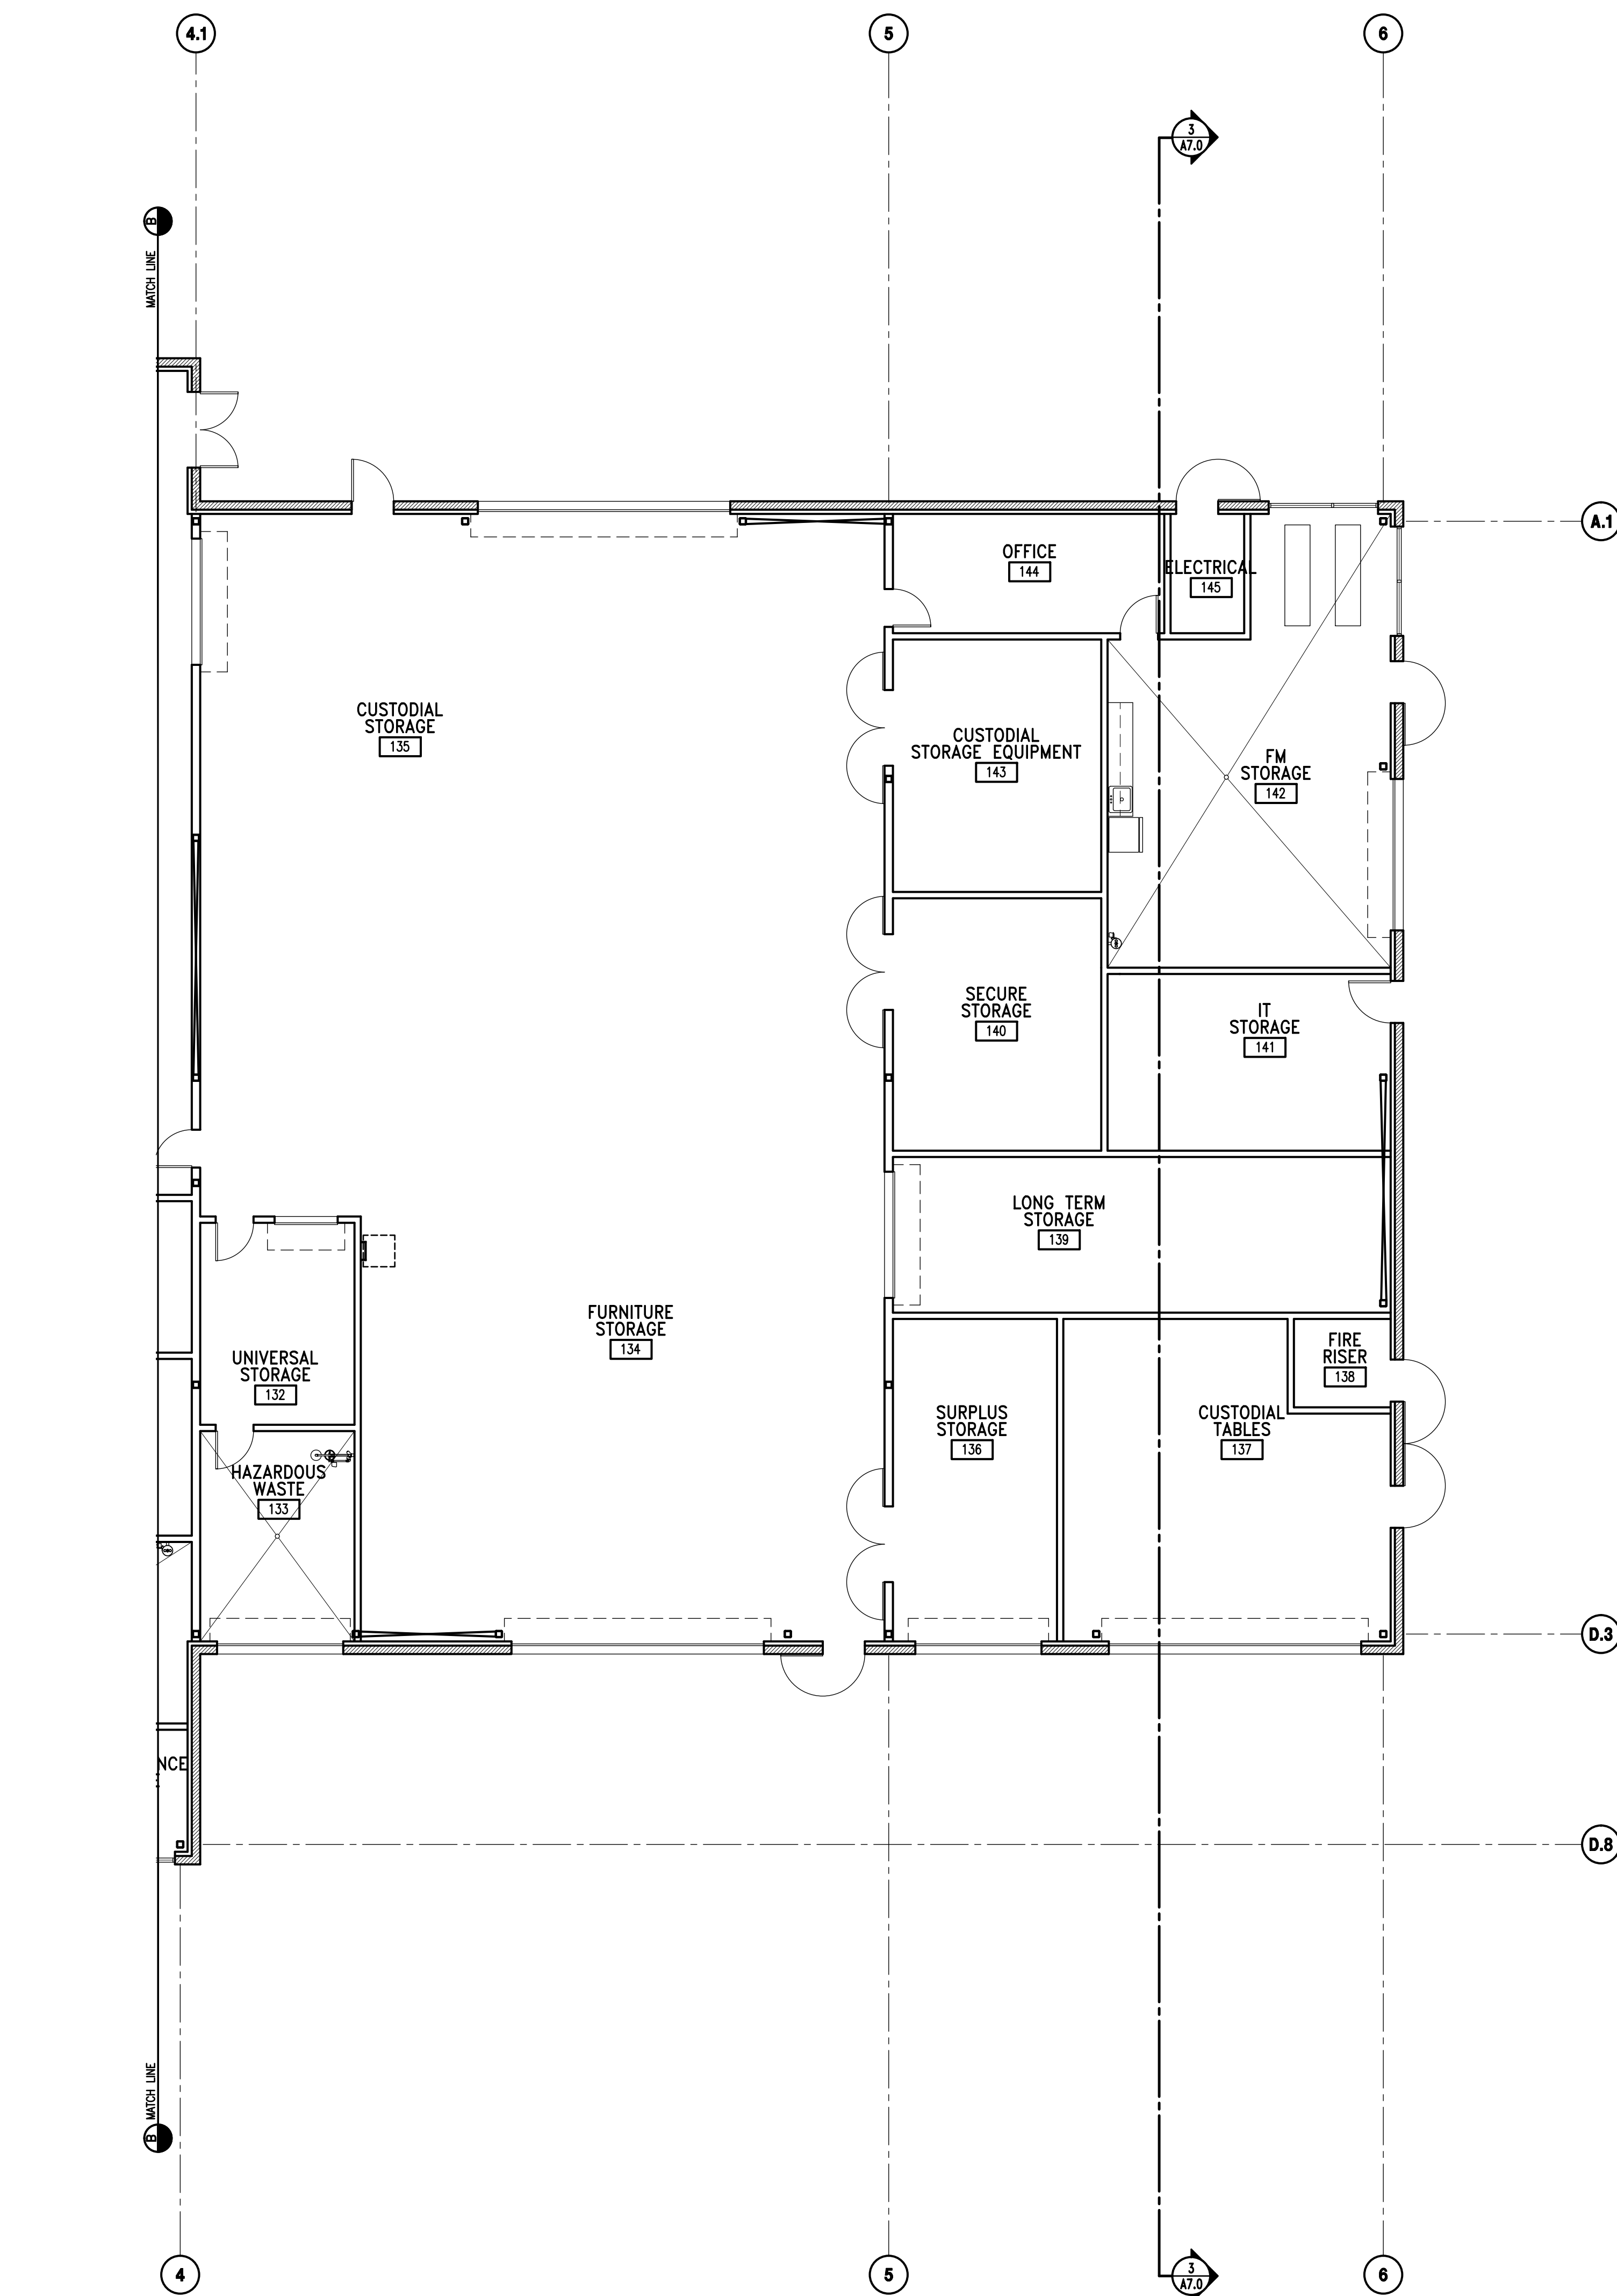 4.1
5
6
3
A7.0
B
MATCH LINE
A.1
OFFICE
144
ELECTRICAL
145
CUSTODIAL
STORAGE
135
CUSTODIAL
STORAGE EQUIPMENT
143
FM
STORAGE
142
SECURE
STORAGE
140
IT
STORAGE
141
LONG TERM
STORAGE
139
FURNITURE
STORAGE
134
FIRE
RISER
138
UNIVERSAL
STORAGE
132
SURPLUS
STORAGE
136
CUSTODIAL
TABLES
137
HAZARDOUS
WASTE
133
D.3
NCE
D.8
MATCH LINE
B
4
5
6
3
A7.0